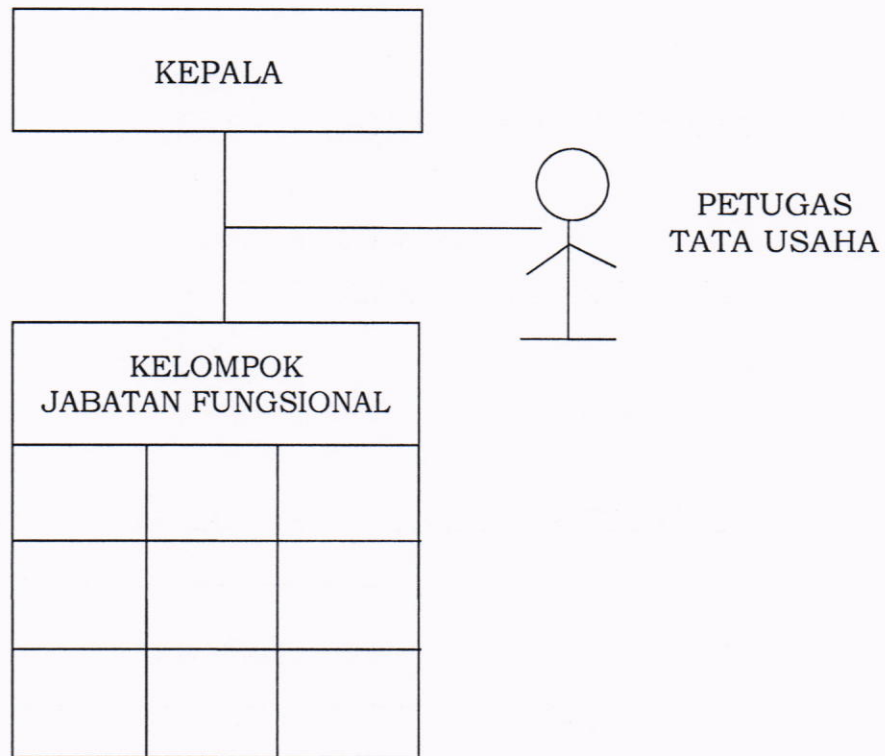 KEPALA
PETUGAS
TATA USAHA
KELOMPOK
JABATAN FUNGSIONAL